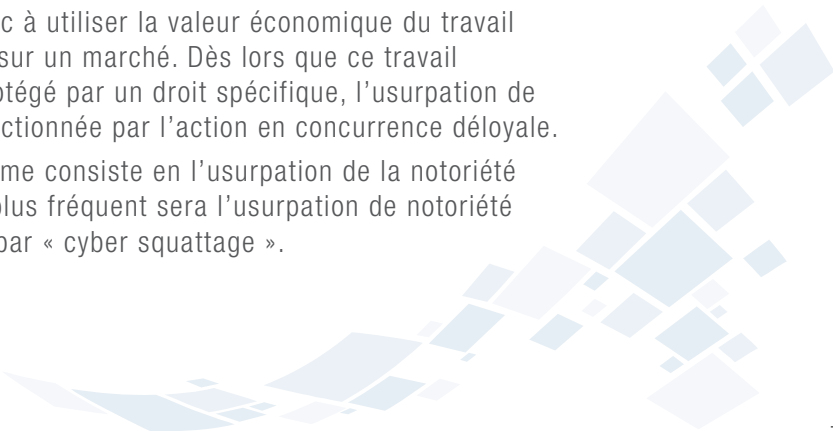 c à utiliser la valeur économique du travail
sur un marché. Dès lors que ce travail
otégé par un droit spécifique, l’usurpation de
ctionnée par l’action en concurrence déloyale.
me consiste en l’usurpation de la notoriété
plus fréquent sera l’usurpation de notoriété
par « cyber squattage ».